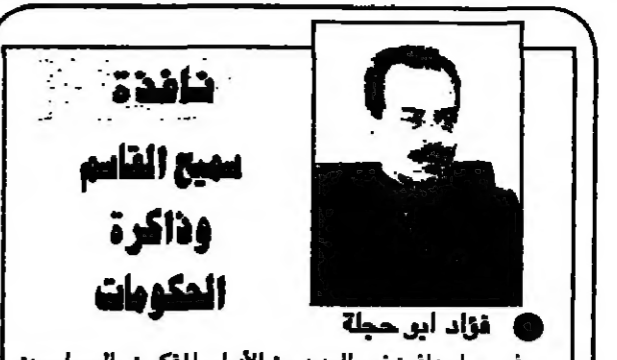 نافذة
سميح القاسم
وذاكرة
الحكومات
فؤاد ابو حجلة